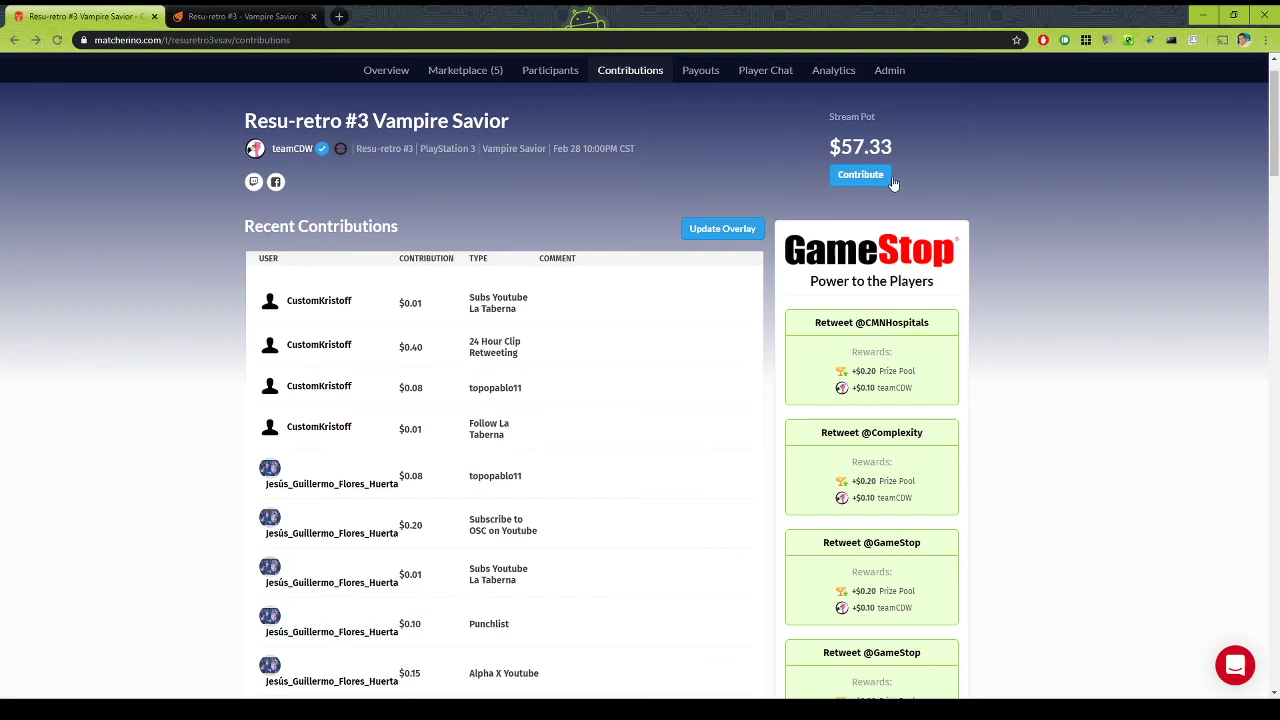 Resu-retro #3 Vampire Savior - G
Resu-retro #3 - Vampire Savior -
matcherino.com/t/resuretro3vsav/contributions
Overview Marketplace (5) Participants Contributions Payouts Player Chat Analytics Admin
Resu-retro #3 Vampire Savior
teamCDW | Resu-retro #3 | PlayStation 3 | Vampire Savior | Feb 28 10:00PM CST
Stream Pot
$57.33
Contribute
Recent Contributions
Update Overlay
USER CONTRIBUTION TYPE COMMENT
CustomKristoff $0.01 Subs Youtube
La Taberna
CustomKristoff $0.40 24 Hour Clip
Retweeting
CustomKristoff $0.08 topopablo11
CustomKristoff $0.01 Follow La
Taberna
Jesús_Guillermo_Flores_Huerta $0.08 topopablo11
Jesús_Guillermo_Flores_Huerta $0.20 Subscribe to
OSC on Youtube
Jesús_Guillermo_Flores_Huerta $0.01 Subs Youtube
La Taberna
Jesús_Guillermo_Flores_Huerta $0.10 Punchlist
Jesús_Guillermo_Flores_Huerta $0.15 Alpha X Youtube
GameStop
Power to the Players
Retweet @CMNHospitals
Rewards:
+$0.20 Prize Pool
+$0.10 teamCDW
Retweet @Complexity
Rewards:
+$0.20 Prize Pool
+$0.10 teamCDW
Retweet @GameStop
Rewards:
+$0.20 Prize Pool
+$0.10 teamCDW
Retweet @GameStop
Rewards: